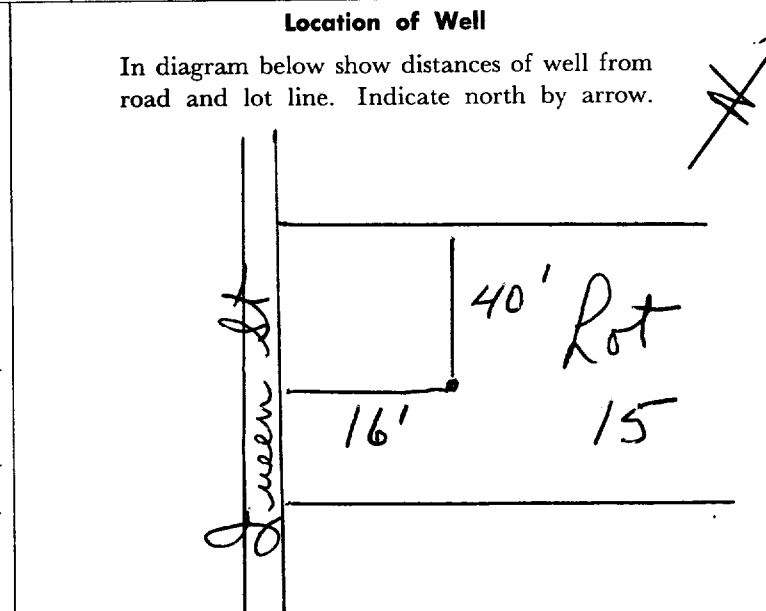 Location of Well
In diagram below show distances of well from
road and lot line. Indicate north by arrow.
N
40'
Lot
16'
15
Queen St